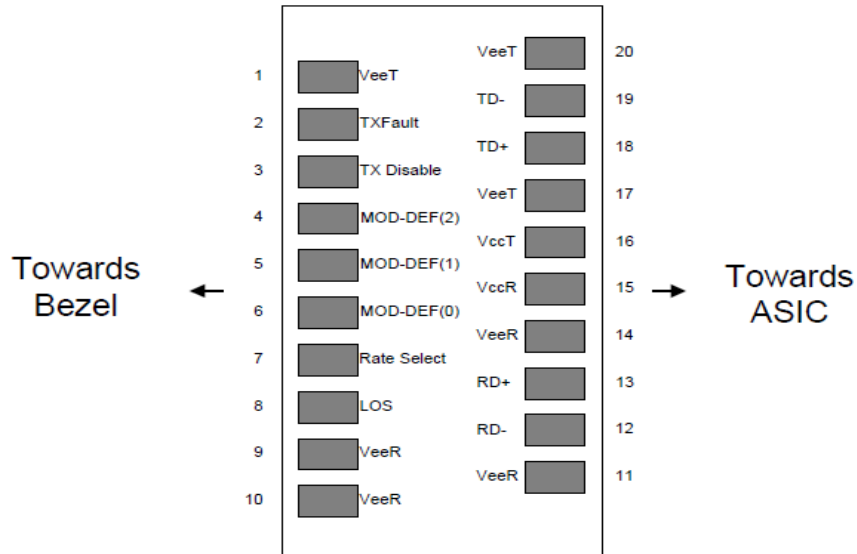 VeeT 20
1 VeeT
TD- 19
2 TXFault
TD+ 18
3 TX Disable
VeeT 17
4 MOD-DEF(2)
VccT 16
5 MOD-DEF(1)
Towards
Bezel
VccR 15
Towards
ASIC
6 MOD-DEF(0)
VeeR 14
7 Rate Select
RD+ 13
8 LOS
RD- 12
9 VeeR
VeeR 11
10 VeeR